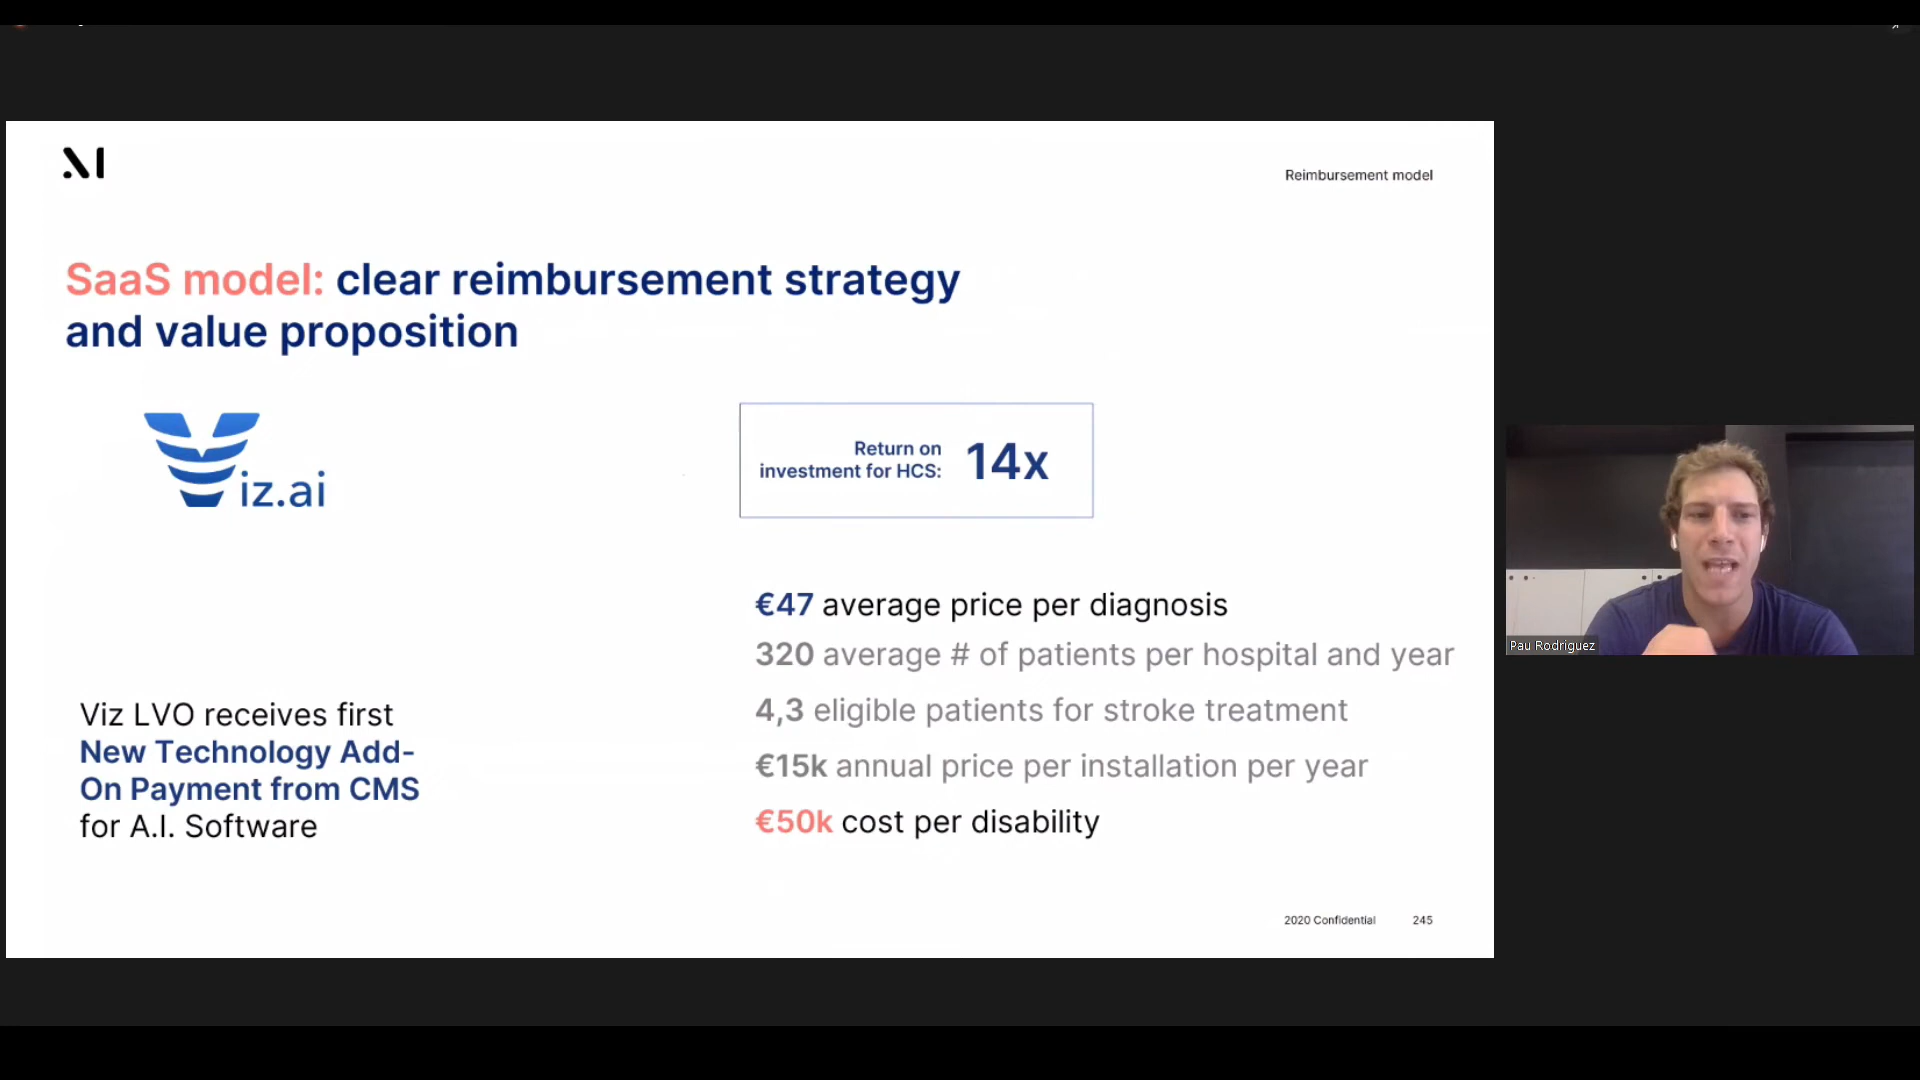 Reimbursement model
SaaS model: clear reimbursement strategy
and value proposition
Viz.ai
Return on
investment for HCS:
14x
€47 average price per diagnosis
320 average # of patients per hospital and year
4,3 eligible patients for stroke treatment
€15k annual price per installation per year
€50k cost per disability
Viz LVO receives first
New Technology Add-
On Payment from CMS
for A.I. Software
2020 Confidential
245
Pau Rodriguez